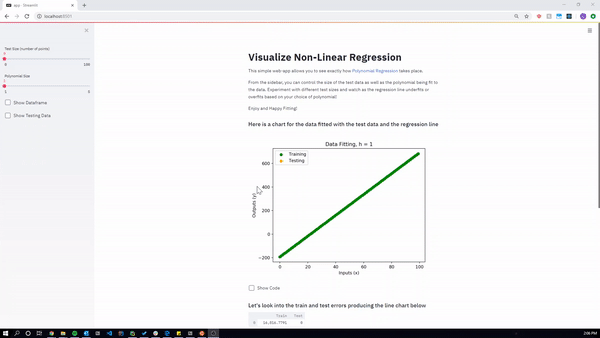 app · Streamlit
localhost:8501
Test Size (number of points)
0
0
100
Polynomial Size
1
1
5
Show Dataframe
Show Testing Data
Visualize Non-Linear Regression
This simple web app allows you to see exactly how Polynomial Regression takes place.
From the sidebar, you can control the size of the test data as well as the polynomial being fit to
the data. Experiment with different test sizes and watch as the regression line underfits or
overfits based on your choice of polynomial!
Enjoy and Happy Fitting!
Here is a chart for the data fitted with the test data and the regression line
Data Fitting, h = 1
Training
Testing
600
400
200
0
−200
Outputs (y)
0 20 40 60 80 100
Inputs (x)
Show Code
Let's look into the train and test errors producing the line chart below
Train Test
0
0
2:06 PM